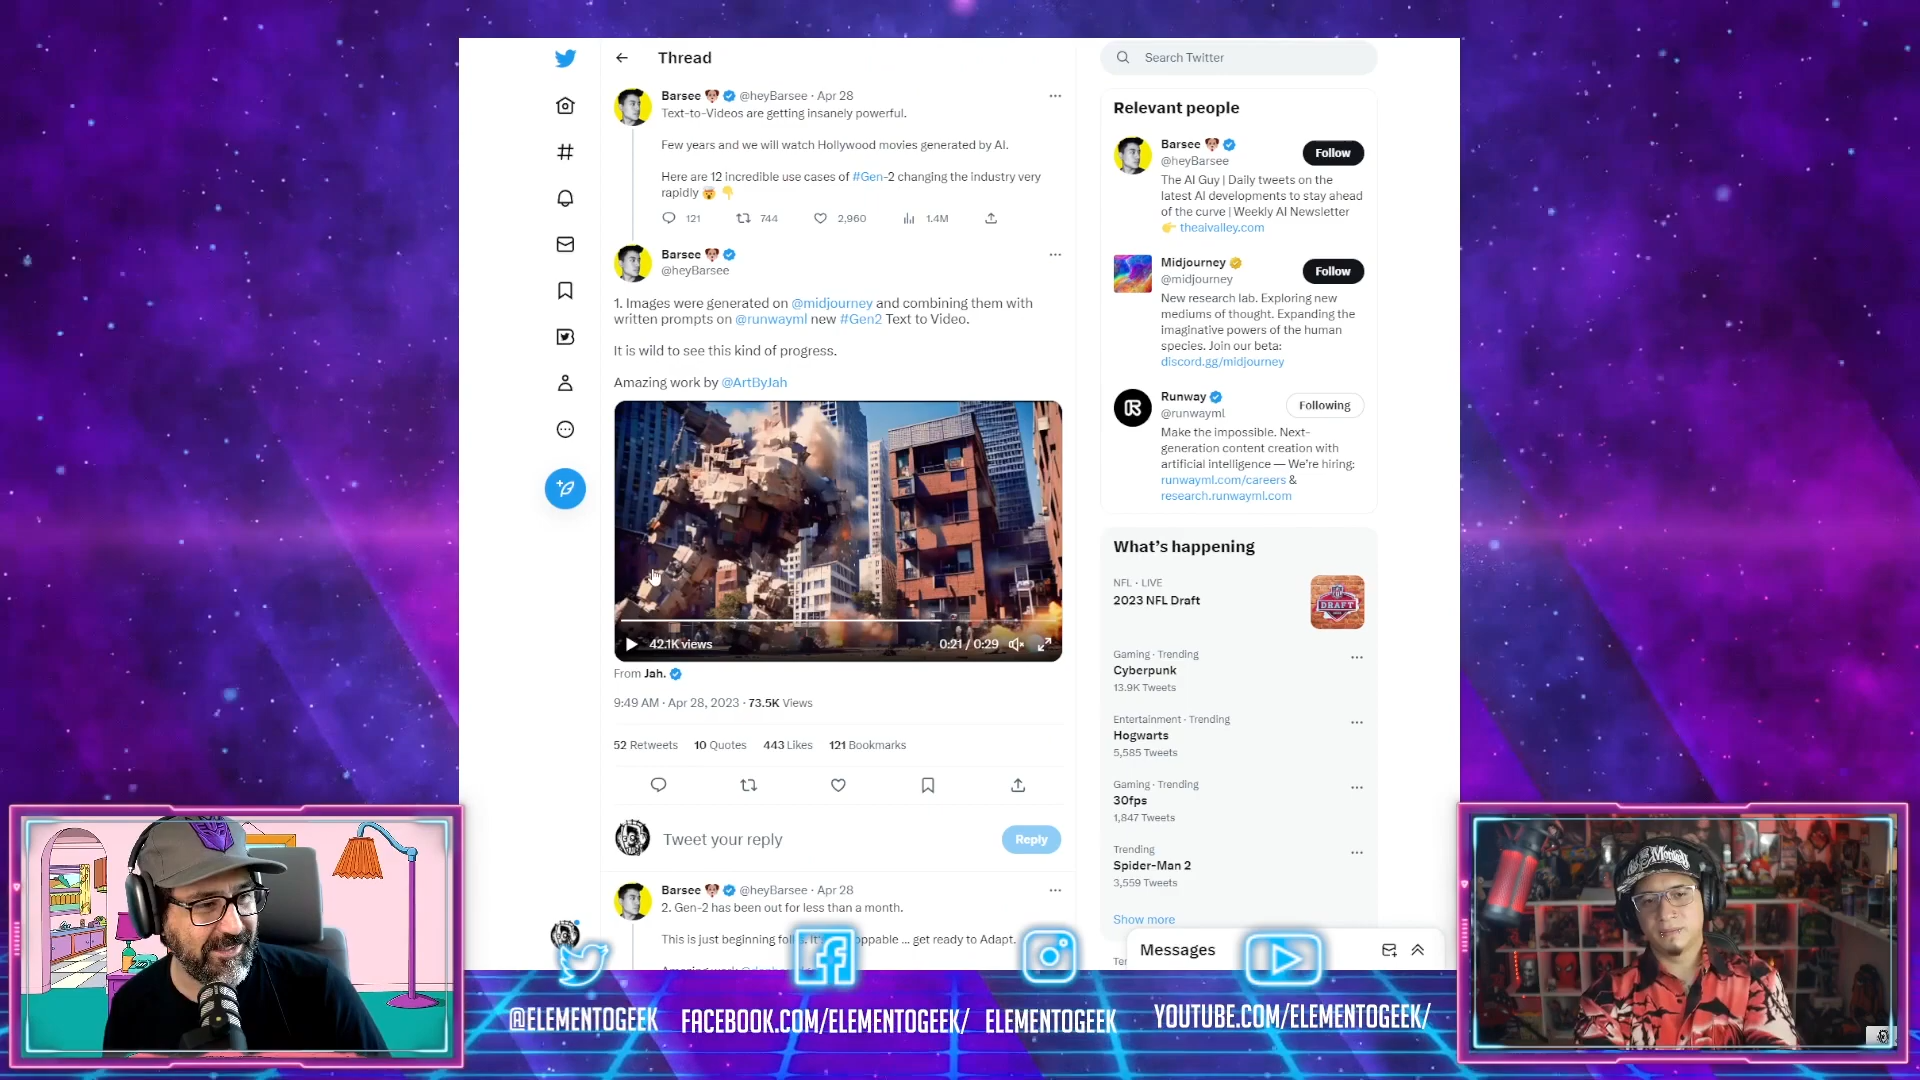 Thread
Search Twitter
Barsee @heyBarsee · Apr 28
Text-to-Videos are getting insanely powerful.
Few years and we will watch Hollywood movies generated by AI.
Here are 12 incredible use cases of #Gen-2 changing the industry very
rapidly
121 744 2,960 1.4M
Barsee
@heyBarsee
1. Images were generated on @midjourney and combining them with
written prompts on @runwayml new #Gen2 Text to Video.
It is wild to see this kind of progress.
Amazing work by @ArtByJah
42.1K views
0:21 / 0:29
From Jah.
9:49 AM · Apr 28, 2023 · 73.5K Views
52 Retweets 10 Quotes 443 Likes 121 Bookmarks
Tweet your reply
Reply
Barsee @heyBarsee · Apr 28
2. Gen-2 has been out for less than a month.
This is just beginning
... get ready to Adapt.
Relevant people
Barsee
@heyBarsee
Follow
The AI Guy | Daily tweets on the
latest AI developments to stay ahead
of the curve | Weekly AI Newsletter
theaivalley.com
Midjourney
@midjourney
Follow
New research lab. Exploring new
mediums of thought. Expanding the
imaginative powers of the human
species. Join our beta:
discord.gg/midjourney
Runway
@runwayml
Following
Make the impossible. Next-
generation content creation with
artificial intelligence — We're hiring:
runwayml.com/careers &
research.runwayml.com
What's happening
NFL · LIVE
2023 NFL Draft
DRAFT
Gaming · Trending
Cyberpunk
13.9K Tweets
Entertainment · Trending
Hogwarts
5,585 Tweets
Gaming · Trending
30fps
1,847 Tweets
Trending
Spider-Man 2
3,559 Tweets
Show more
Messages
@ELEMENTOGEEK
FACEBOOK.COM/ELEMENTOGEEK/
ELEMENTOGEEK
YOUTUBE.COM/ELEMENTOGEEK/